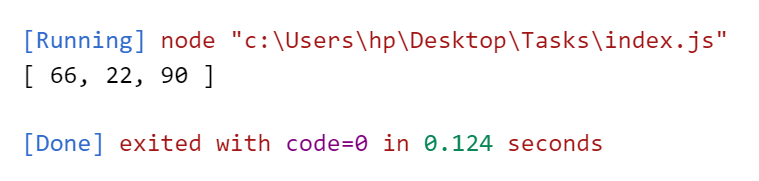 [Running] node "c:\Users\hp\Desktop\Tasks\index.js"
[ 66, 22, 90 ]
[Done] exited with code=0 in 0.124 seconds